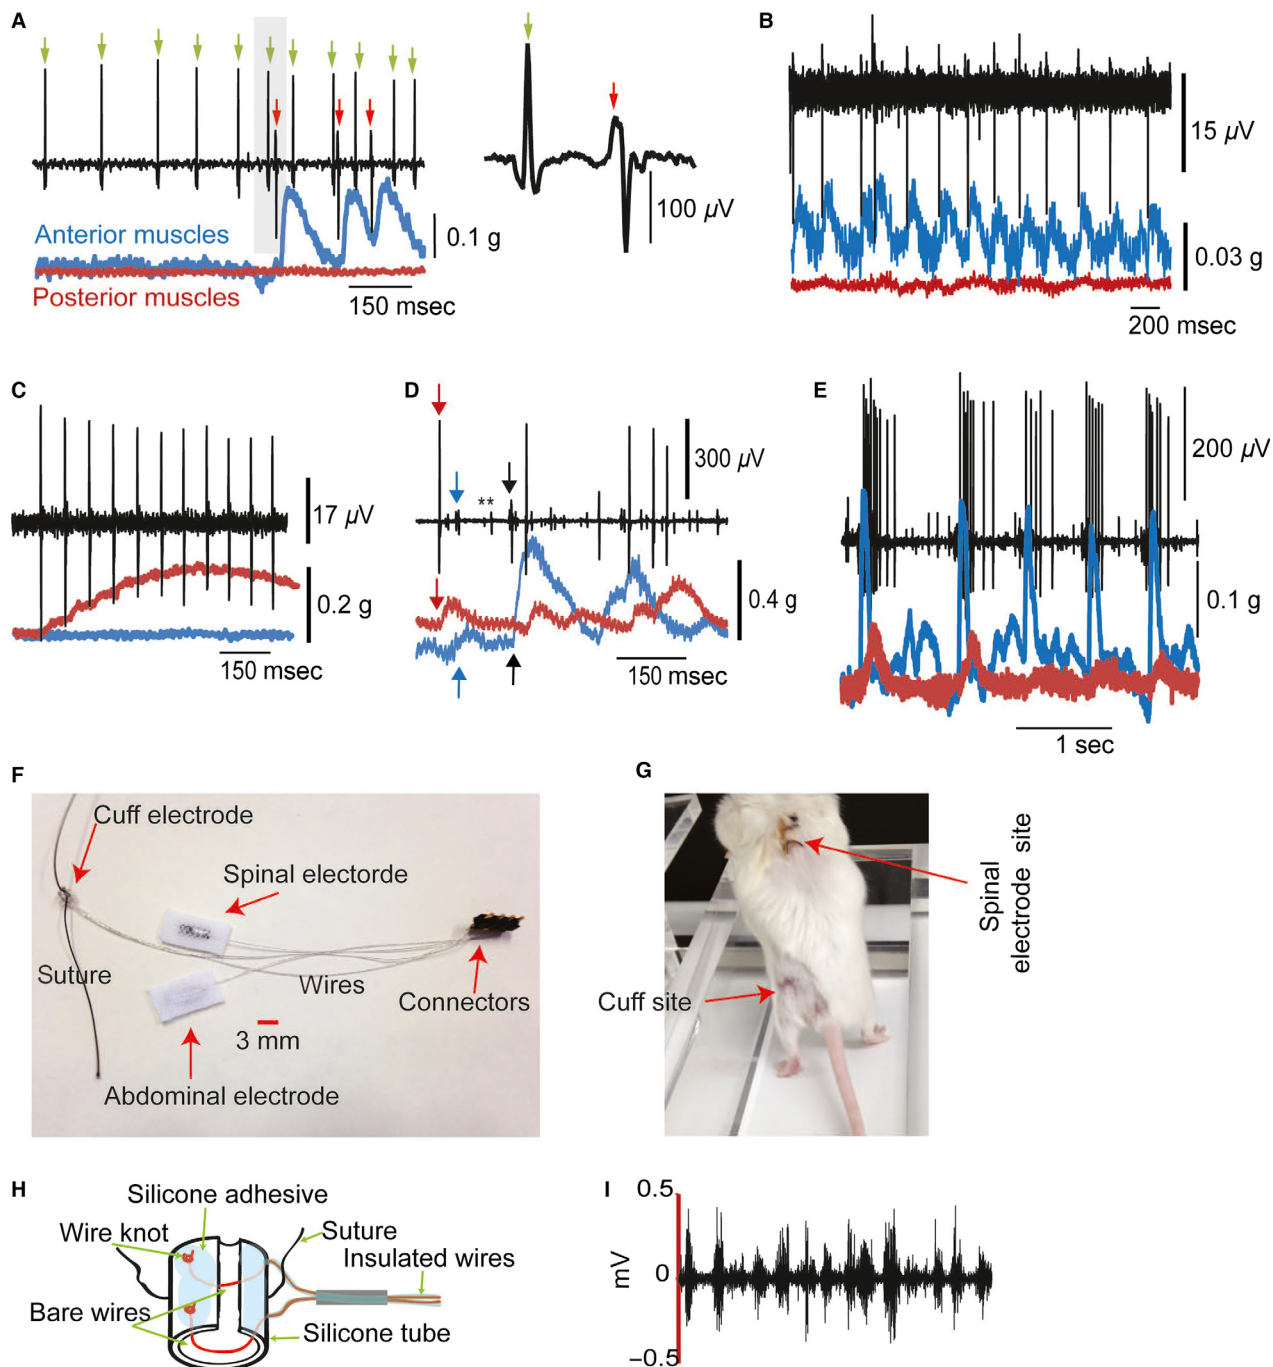 A
Anterior muscles
Posterior muscles
0.1 g
150 msec
100 µV
B
15 µV
0.03 g
200 msec
C
17 µV
0.2 g
150 msec
D
**
300 µV
0.4 g
150 msec
E
200 µV
0.1 g
1 sec
F
Cuff electrode
Spinal electorde
Suture
Wires
Connectors
3 mm
Abdominal electrode
G
Spinal
electrode site
Cuff site
H
Silicone adhesive
Wire knot
Suture
Insulated wires
Bare wires
Silicone tube
I
0.5
mV
0
−0.5